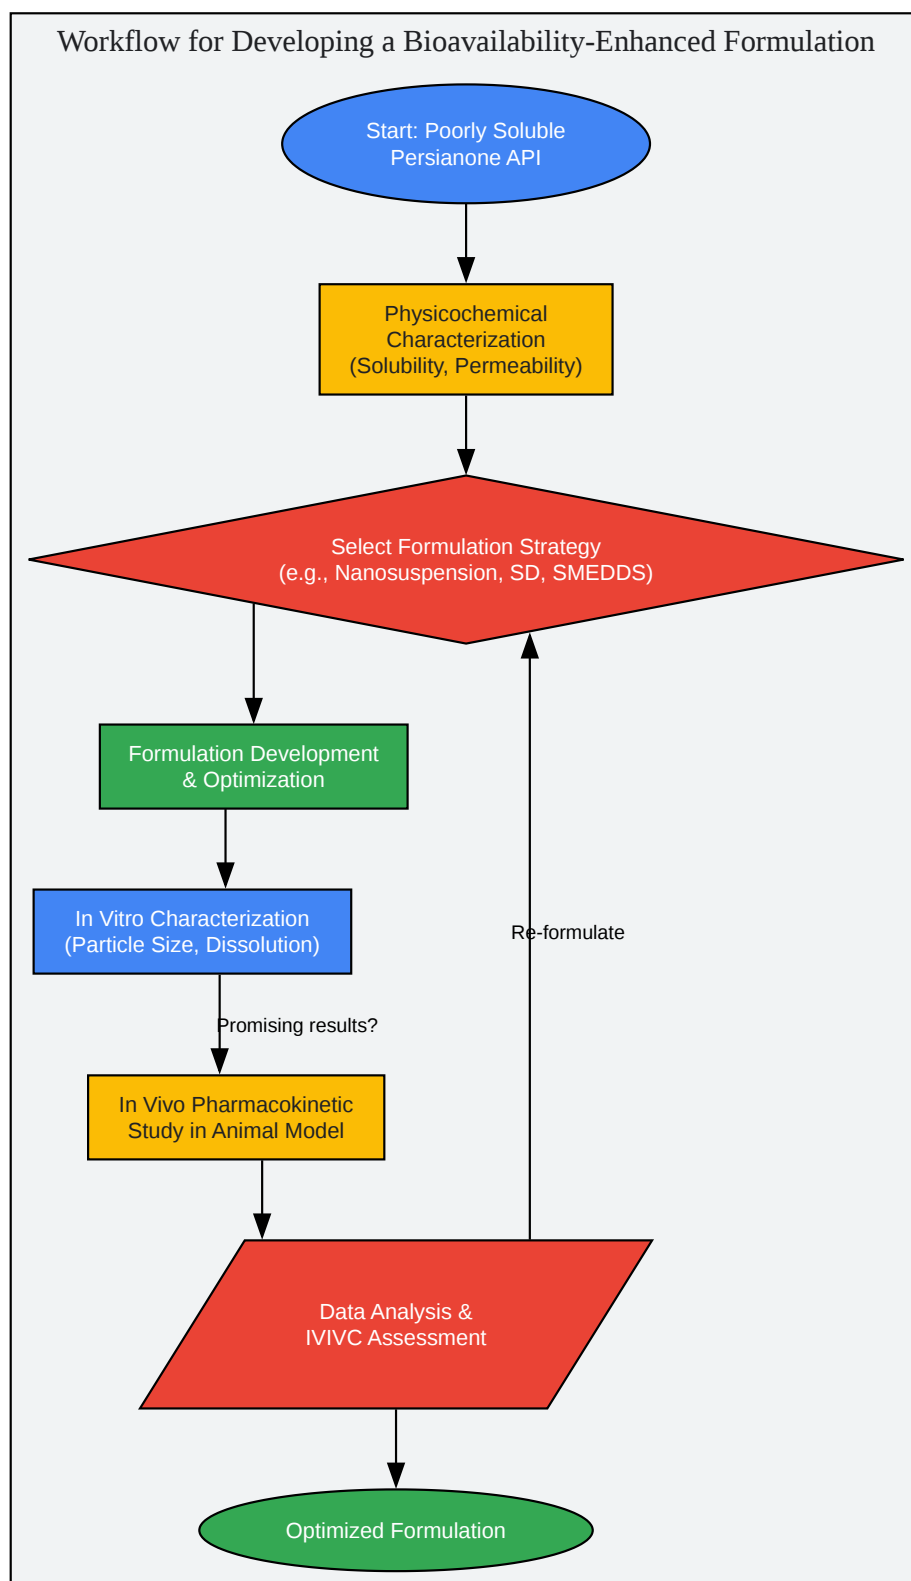 Workflow for Developing a Bioavailability-Enhanced Formulation
Start: Poorly Soluble
Persianone API
Physicochemical
Characterization
(Solubility, Permeability)
Select Formulation Strategy
(e.g., Nanosuspension, SD, SMEDDS)
Formulation Development
& Optimization
In Vitro Characterization
(Particle Size, Dissolution)
Re-formulate
Promising results?
In Vivo Pharmacokinetic
Study in Animal Model
Data Analysis &
IVIVC Assessment
Optimized Formulation